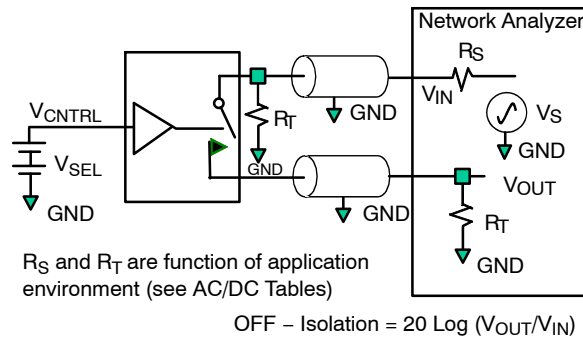 Network Analyzer
RS
VCNTRL
VIN
GND
RT
VS
VSEL
GND
GND
GND
VOUT
GND
RT
GND
RS and RT are function of application
environment (see AC/DC Tables)
GND
OFF – Isolation = 20 Log (VOUT/VIN)